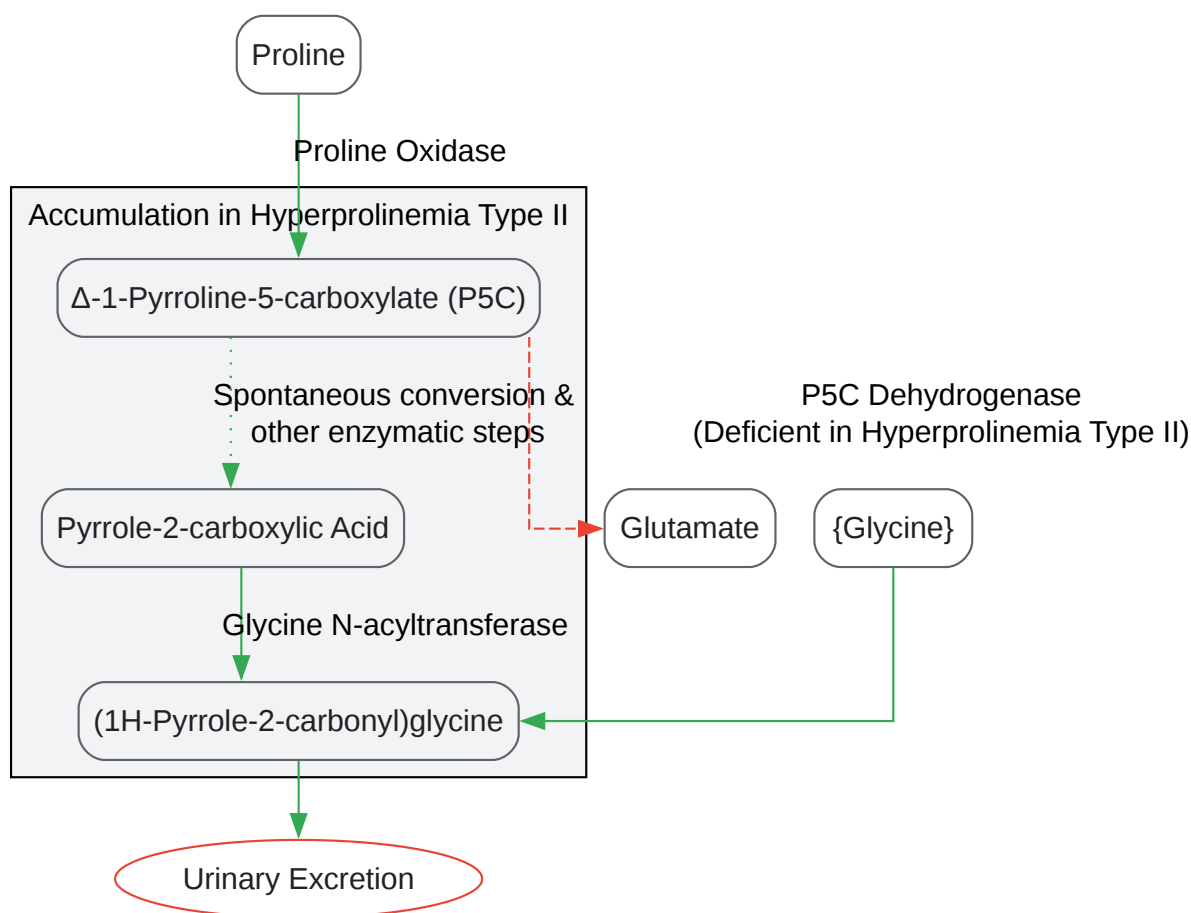 Proline
Proline Oxidase
Accumulation in Hyperprolinemia Type II
Δ-1-Pyrroline-5-carboxylate (P5C)
Spontaneous conversion &
other enzymatic steps
P5C Dehydrogenase
(Deficient in Hyperprolinemia Type II)
Pyrrole-2-carboxylic Acid
Glutamate
{Glycine}
Glycine N-acyltransferase
(1H-Pyrrole-2-carbonyl)glycine
Urinary Excretion